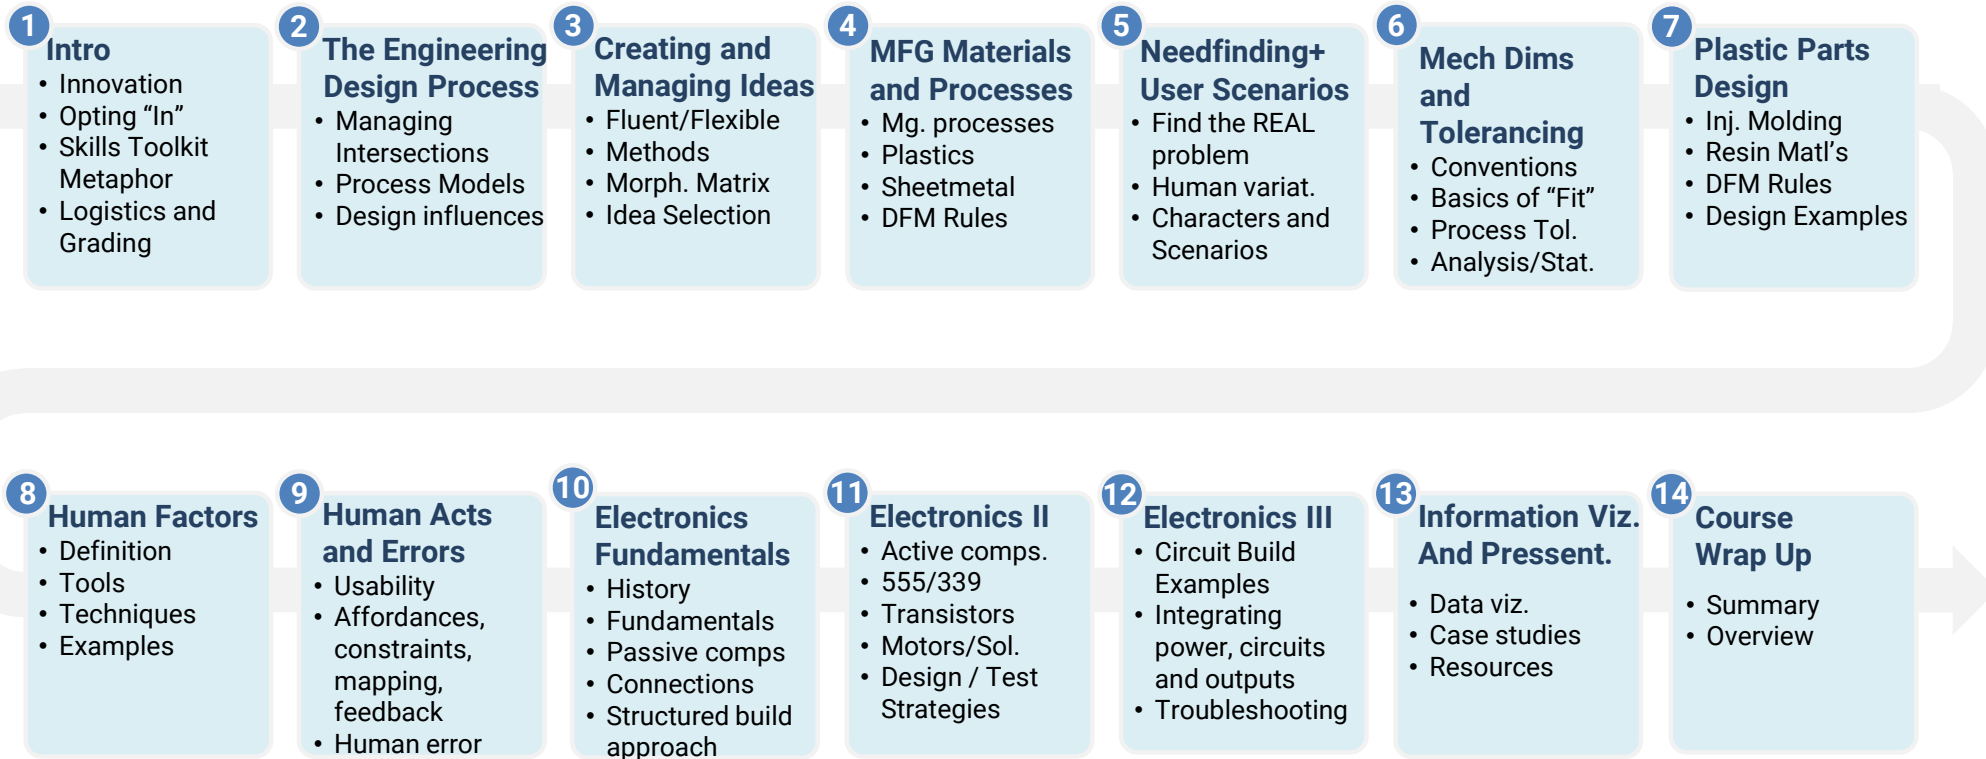 1
Intro
• Innovation
• Opting “In”
• Skills Toolkit
Metaphor
• Logistics and
Grading
2
The Engineering
Design Process
• Managing
Intersections
• Process Models
• Design influences
3
Creating and
Managing Ideas
• Fluent/Flexible
• Methods
• Morph. Matrix
• Idea Selection
4
MFG Materials
and Processes
• Mg. processes
• Plastics
• Sheetmetal
• DFM Rules
5
Needfinding+
User Scenarios
• Find the REAL
problem
• Human variat.
• Characters and
Scenarios
6
Mech Dims
and
Tolerancing
• Conventions
• Basics of “Fit”
• Process Tol.
• Analysis/Stat.
7
Plastic Parts
Design
• Inj. Molding
• Resin Matl’s
• DFM Rules
• Design Examples
8
Human Factors
• Definition
• Tools
• Techniques
• Examples
9
Human Acts
and Errors
• Usability
• Affordances,
constraints,
mapping,
feedback
• Human error
10
Electronics
Fundamentals
• History
• Fundamentals
• Passive comps
• Connections
• Structured build
approach
11
Electronics II
• Active comps.
• 555/339
• Transistors
• Motors/Sol.
• Design / Test
Strategies
12
Electronics III
• Circuit Build
Examples
• Integrating
power, circuits
and outputs
• Troubleshooting
13
Information Viz.
And Pressent.
• Data viz.
• Case studies
• Resources
14
Course
Wrap Up
• Summary
• Overview